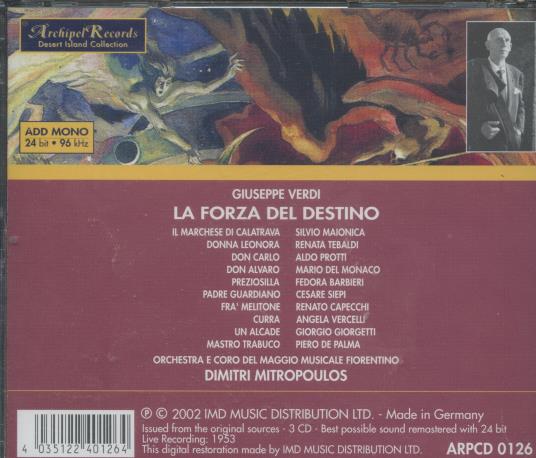 Archipel Records
Desert Island Collection
ADD MONO
24 bit • 96 kHz
GIUSEPPE VERDI
LA FORZA DEL DESTINO
IL MARCHESE DI CALATRAVA SILVIO MAIONICA
DONNA LEONORA RENATA TEBALDI
DON CARLO ALDO PROTTI
DON ALVARO MARIO DEL MONACO
PREZIOSILLA FEDORA BARBIERI
PADRE GUARDIANO CESARE SIEPI
FRA' MELITONE RENATO CAPECCHI
CURRA ANGELA VERCELLI
UN ALCADE GIORGIO GIORGETTI
MASTRO TRABUCO PIERO DE PALMA
ORCHESTRA E CORO DEL MAGGIO MUSICALE FIORENTINO
DIMITRI MITROPOULOS
℗ © 2002 IMD MUSIC DISTRIBUTION LTD. - Made in Germany
Issued from the original sources - 3 CD - Best possible sound remastered with 24 bit
Live Recording: 1953
This digital restoration made by IMD MUSIC DISTRIBUTION LTD.
ARPCD 0126
4 035122 401264